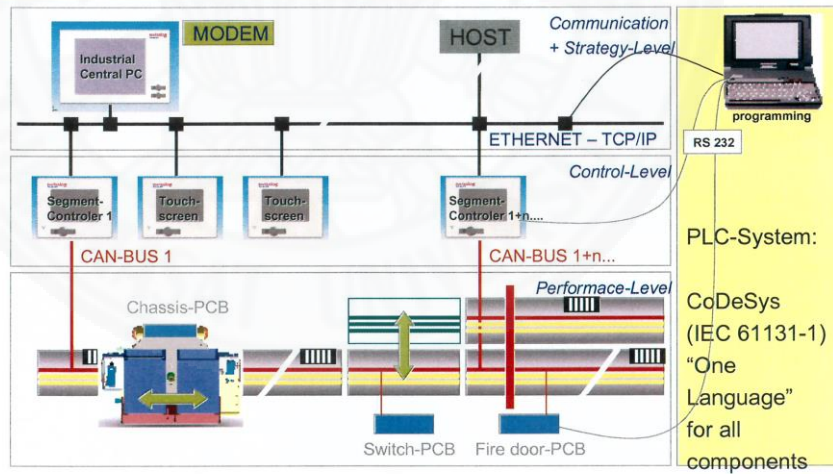 MODEM
HOST
Communication
+ Strategy-Level
Industrial
Central PC
programming
ETHERNET – TCP/IP
RS 232
Control-Level
Segment-
Controler 1
Touch-
screen
Touch-
screen
Segment-
Controler 1+n....
CAN-BUS 1
CAN-BUS 1+n...
PLC-System:
Performace-Level
Chassis-PCB
CoDeSys
(IEC 61131-1)
“One
Language”
for all
components
Switch-PCB
Fire door-PCB